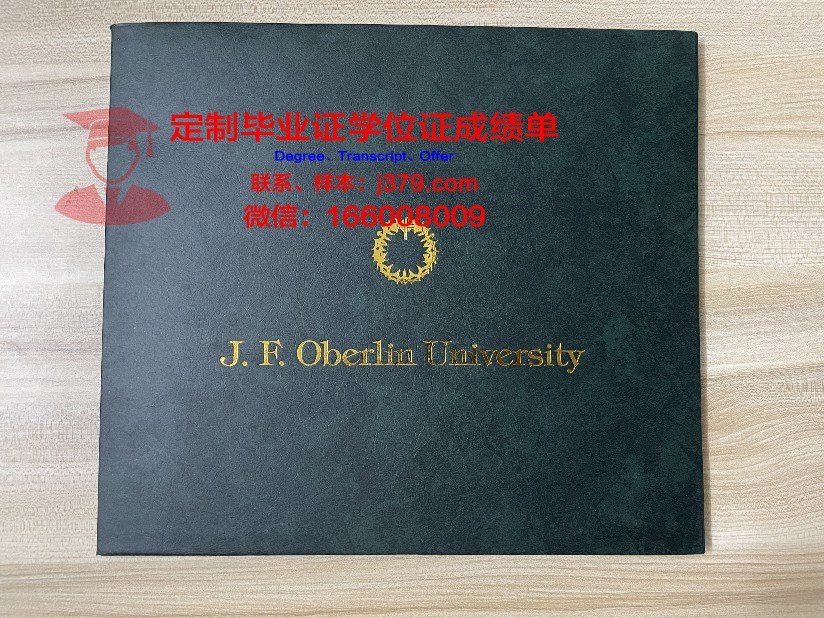 定制毕业证学位证成绩单
Degree、Transcript、Offer
联系、样本：j379.com
微信：166008009
J. F. Oberlin University